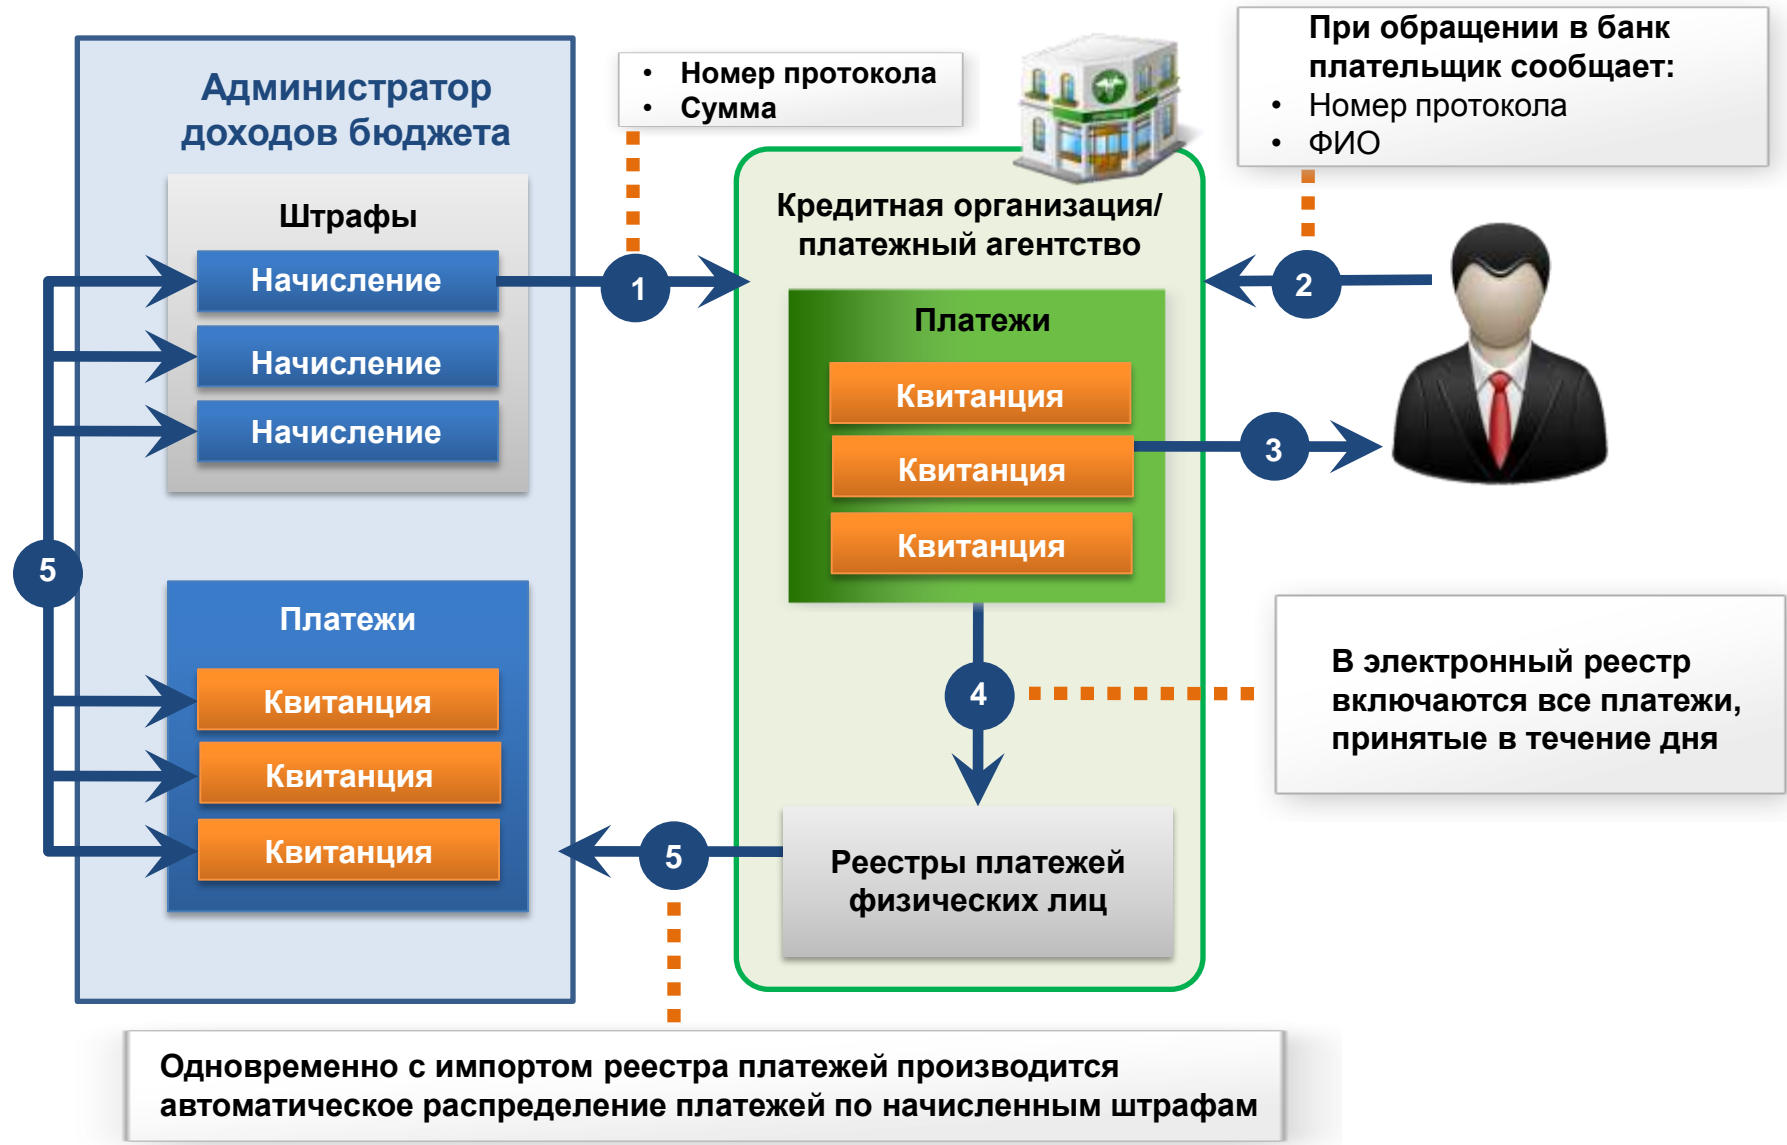 Администратор
доходов бюджета
Штрафы
Начисление
Начисление
Начисление
5
Платежи
Квитанция
Квитанция
Квитанция
• Номер протокола
• Сумма
1
Кредитная организация/
платежный агентство
Платежи
Квитанция
Квитанция
Квитанция
4
Реестры платежей
физических лиц
5
При обращении в банк
плательщик сообщает:
• Номер протокола
• ФИО
2
3
В электронный реестр
включаются все платежи,
принятые в течение дня
Одновременно с импортом реестра платежей производится
автоматическое распределение платежей по начисленным штрафам